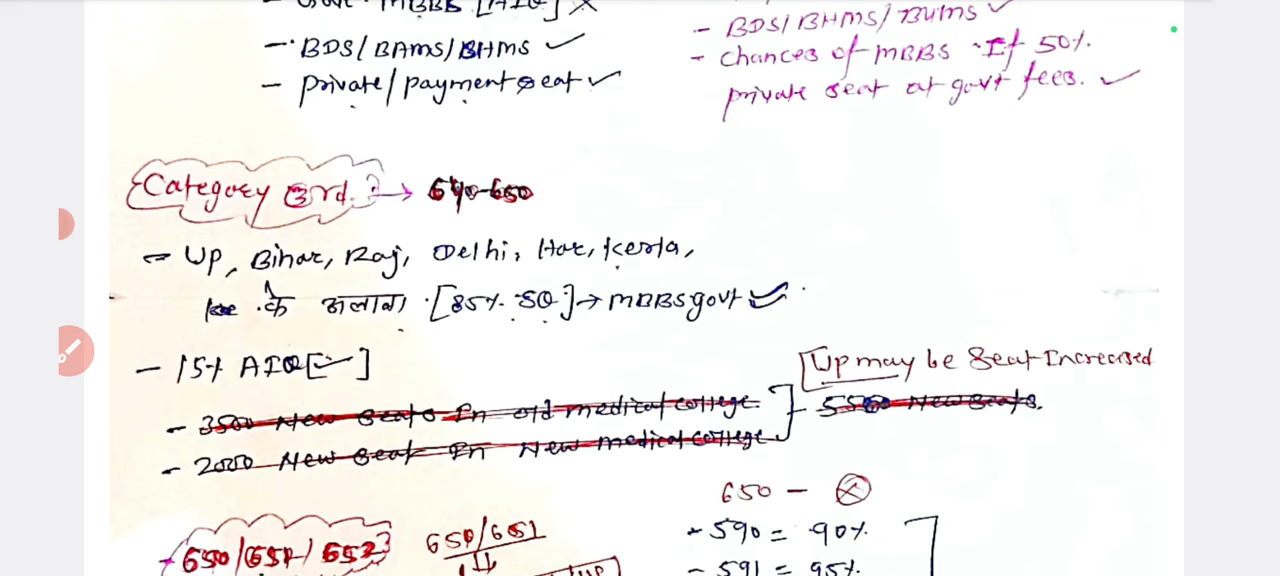 MBBS [AIQ] X
- BDS/BAMS/BHMS ✓
- Private/payment seat ✓
- BDS/BHMS/BUMS ✓
- chances of MBBS If 50%.
private seat at govt fees. ✓
Category 3rd. → 640-650
- UP, Bihar, Raj, Delhi, Har, Kerla,
के अलावा [85% SQ] → MBBS govt ✓
- 15% AIQ [✓]
[UP may be Seat Increased
- 3500 New Seats In old medical college.
- 5500 New Seats.
- 2000 New Seat In New medical college
650 - ⊗
- 590 = 90%
- 650/651/652
650/651
- 591 = 95%